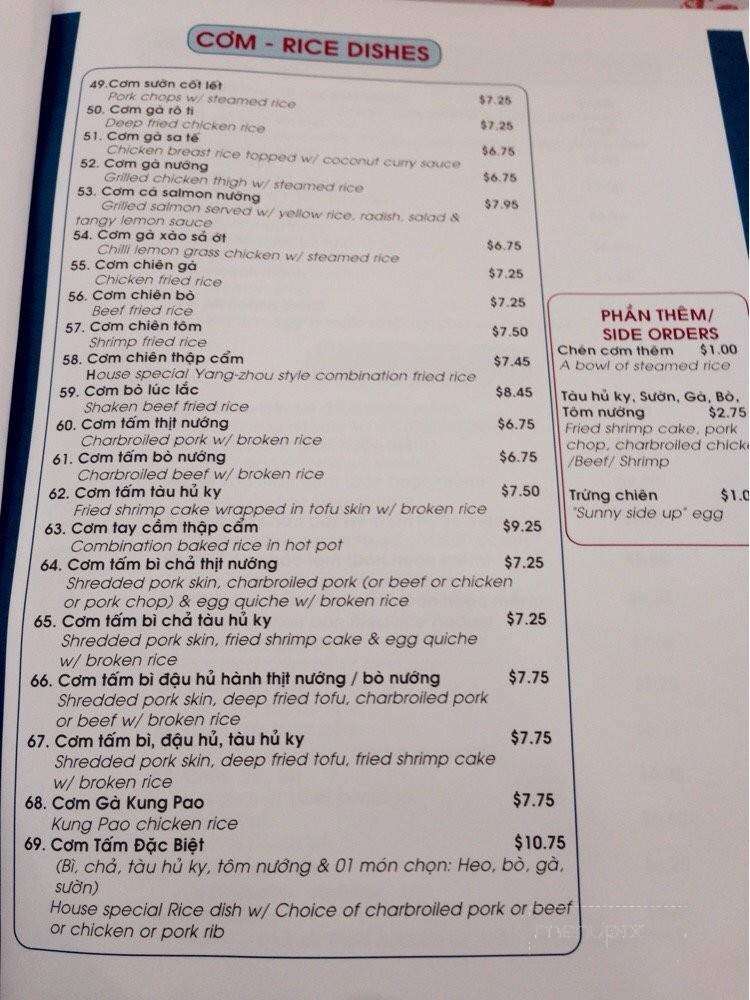 CƠM - RICE DISHES
49.Cơm sườn cốt lết $7.25
Pork chops w/ steamed rice
50. Cơm gà rô ti $7.25
Deep fried chicken rice
51. Cơm gà sa tế $6.75
Chicken breast rice topped w/ coconut curry sauce
52. Cơm gà nướng $6.75
Grilled chicken thigh w/ steamed rice
53. Cơm cá salmon nướng $7.95
Grilled salmon served w/ yellow rice, radish, salad &
tangy lemon sauce
54. Cơm gà xào sả ớt $6.75
Chilli lemon grass chicken w/ steamed rice
55. Cơm chiên gà $7.25
Chicken fried rice
56. Cơm chiên bò $7.25
Beef fried rice
57. Cơm chiên tôm $7.50
Shrimp fried rice
58. Cơm chiên thập cẩm $7.45
House special Yang-zhou style combination fried rice
59. Cơm bò lúc lắc $8.45
Shaken beef fried rice
60. Cơm tấm thịt nướng $6.75
Charbroiled pork w/ broken rice
61. Cơm tấm bò nướng $6.75
Charbroiled beef w/ broken rice
62. Cơm tấm tàu hủ ky $7.50
Fried shrimp cake wrapped in tofu skin w/ broken rice
63. Cơm tay cầm thập cẩm $9.25
Combination baked rice in hot pot
64. Cơm tấm bì chả thịt nướng $7.25
Shredded pork skin, charbroiled pork (or beef or chicken
or pork chop) & egg quiche w/ broken rice
65. Cơm tấm bì chả tàu hủ ky $7.25
Shredded pork skin, fried shrimp cake & egg quiche
w/ broken rice
66. Cơm tấm bì đậu hủ hành thịt nướng / bò nướng $7.75
Shredded pork skin, deep fried tofu, charbroiled pork
or beef w/ broken rice
67. Cơm tấm bì, đậu hủ, tàu hủ ky $7.75
Shredded pork skin, deep fried tofu, fried shrimp cake
w/ broken rice
68. Cơm Gà Kung Pao $7.75
Kung Pao chicken rice
69. Cơm Tấm Đặc Biệt $10.75
(Bì, chả, tàu hủ ky, tôm nướng & 01 món chọn: Heo, bò, gà,
sườn)
House special Rice dish w/ Choice of charbroiled pork or beef
or chicken or pork rib
PHẦN THÊM/
SIDE ORDERS
Chén cơm thêm $1.00
A bowl of steamed rice
Tàu hủ ky, Sườn, Gà, Bò,
Tôm nướng $2.75
Fried shrimp cake, pork
chop, charbroiled chick
/Beef/ Shrimp
Trứng chiên $1.0
"Sunny side up" egg
menupix